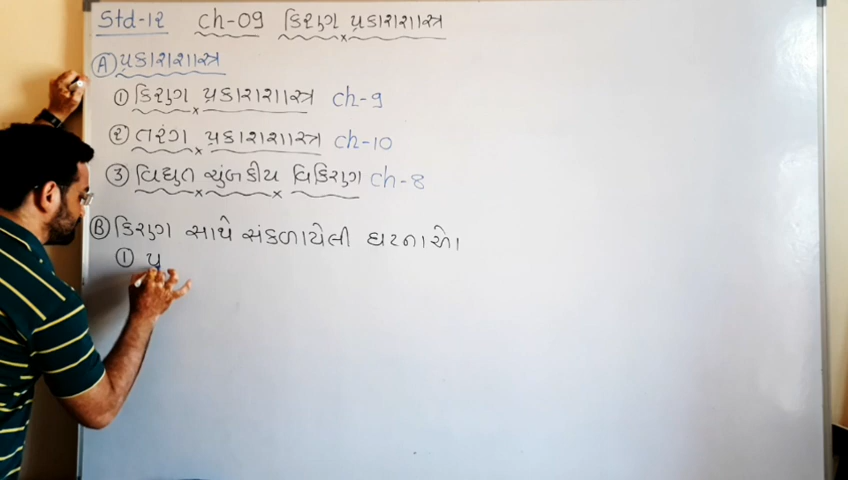 Std-12 ch-09 કિરણ પ્રકાશશાસ્ત્ર
Ⓐ પ્રકાશશાસ્ત્ર
① કિરણ પ્રકાશશાસ્ત્ર ch-9
② તરંગ પ્રકાશશાસ્ત્ર ch-10
③ વિદ્યુત ચુંબકીય વિકિરણ ch-8
Ⓑ કિરણ સાથે સંકળાયેલી ઘટનાઓ
①